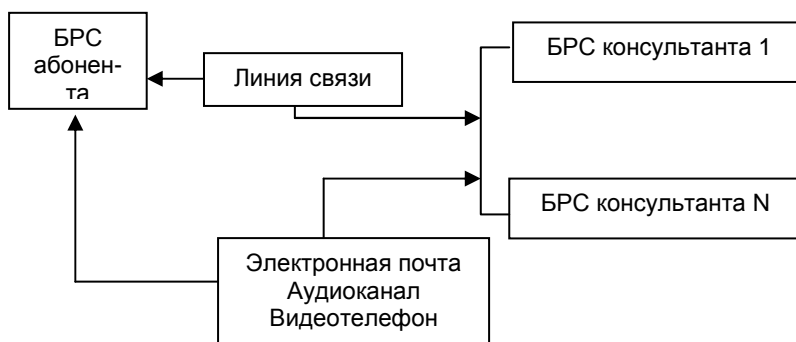 БРС
абонен-
та
Линия связи
БРС консультанта 1
БРС консультанта N
Электронная почта
Аудиоканал
Видеотелефон